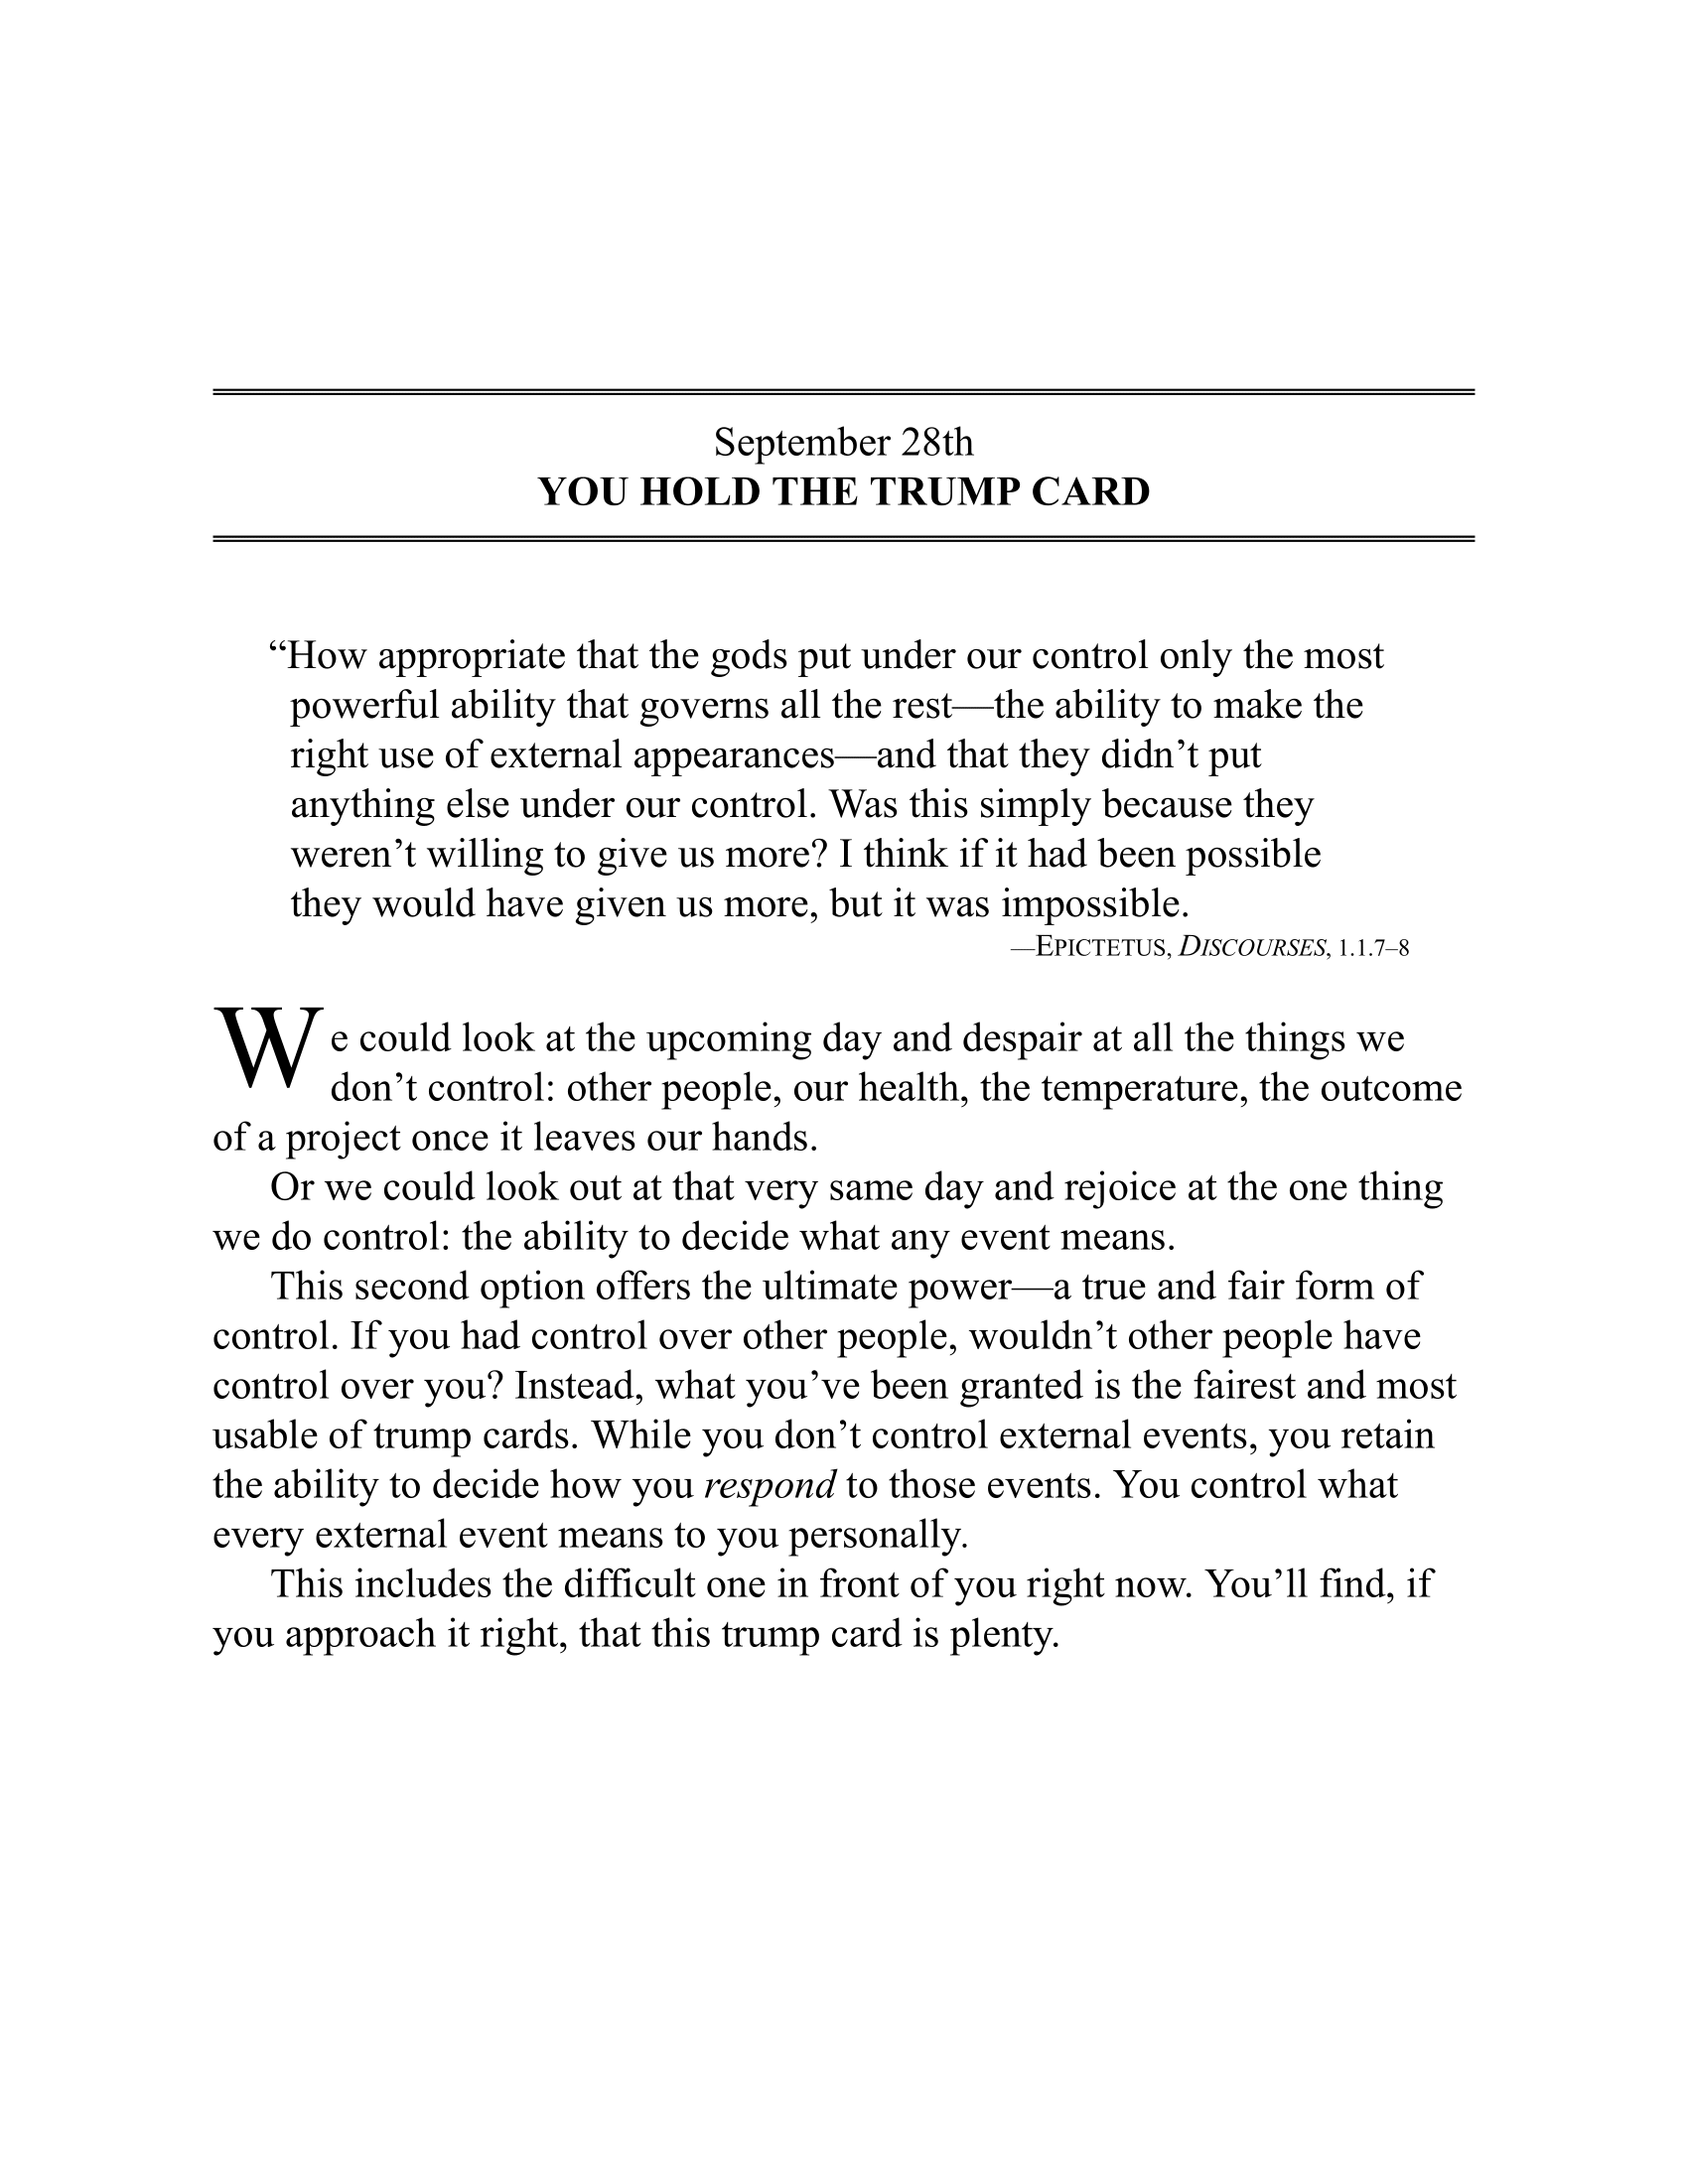 September 28th
YOU HOLD THE TRUMP CARD
“How appropriate that the gods put under our control only the most
powerful ability that governs all the rest—the ability to make the
right use of external appearances—and that they didn’t put
anything else under our control. Was this simply because they
weren’t willing to give us more? I think if it had been possible
they would have given us more, but it was impossible.
—EPICTETUS, DISCOURSES, 1.1.7–8
We could look at the upcoming day and despair at all the things we
don’t control: other people, our health, the temperature, the outcome
of a project once it leaves our hands.
Or we could look out at that very same day and rejoice at the one thing
we do control: the ability to decide what any event means.
This second option offers the ultimate power—a true and fair form of
control. If you had control over other people, wouldn’t other people have
control over you? Instead, what you’ve been granted is the fairest and most
usable of trump cards. While you don’t control external events, you retain
the ability to decide how you respond to those events. You control what
every external event means to you personally.
This includes the difficult one in front of you right now. You’ll find, if
you approach it right, that this trump card is plenty.